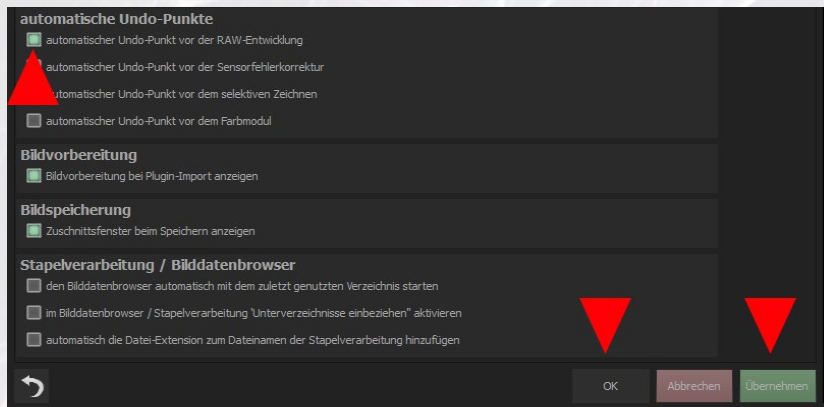 automatische Undo-Punkte
automatischer Undo-Punkt vor der RAW-Entwicklung
automatischer Undo-Punkt vor der Sensorfehlerkorrektur
automatischer Undo-Punkt vor dem selektiven Zeichnen
automatischer Undo-Punkt vor dem Farbmodul
Bildvorbereitung
Bildvorbereitung bei Plugin-Import anzeigen
Bildspeicherung
Zuschnittsfenster beim Speichern anzeigen
Stapelverarbeitung / Bilddatenbrowser
den Bilddatenbrowser automatisch mit dem zuletzt genutzten Verzeichnis starten
im Bilddatenbrowser / Stapelverarbeitung 'Unterverzeichnisse einbeziehen" aktivieren
automatisch die Datei-Extension zum Dateinamen der Stapelverarbeitung hinzufügen
OK Abbrechen Übernehmen